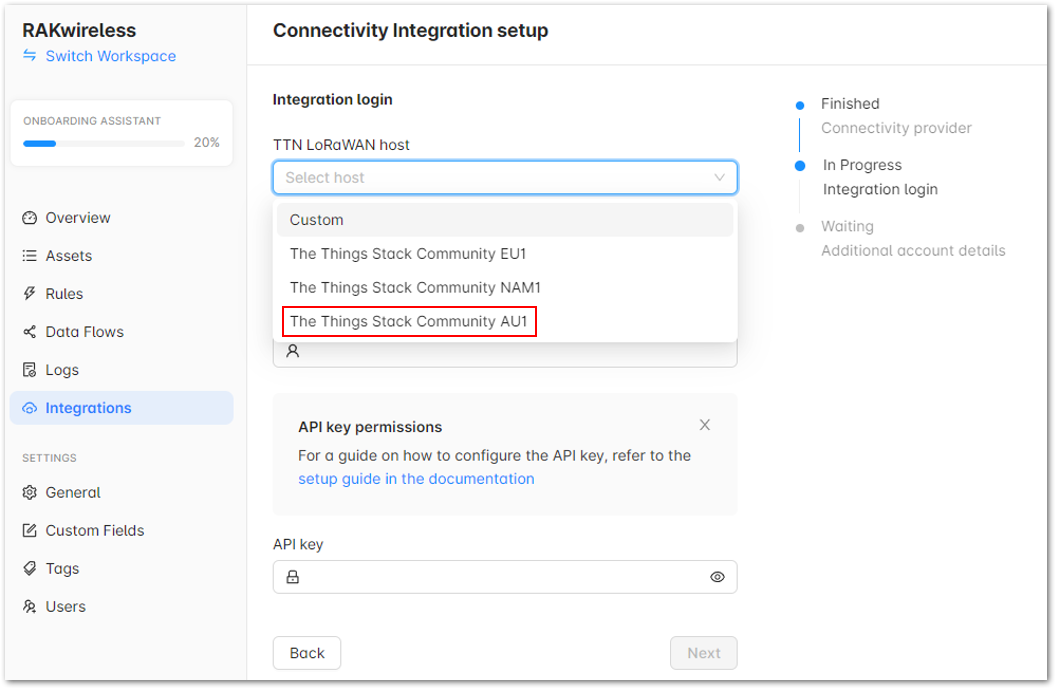 RAKwireless
Switch Workspace
ONBOARDING ASSISTANT
20%
Overview
Assets
Rules
Data Flows
Logs
Integrations
SETTINGS
General
Custom Fields
Tags
Users
Connectivity Integration setup
Integration login
TTN LoRaWAN host
Select host
Custom
The Things Stack Community EU1
The Things Stack Community NAM1
The Things Stack Community AU1
API key permissions
For a guide on how to configure the API key, refer to the
setup guide in the documentation
API key
Back
Next
Finished
Connectivity provider
In Progress
Integration login
Waiting
Additional account details